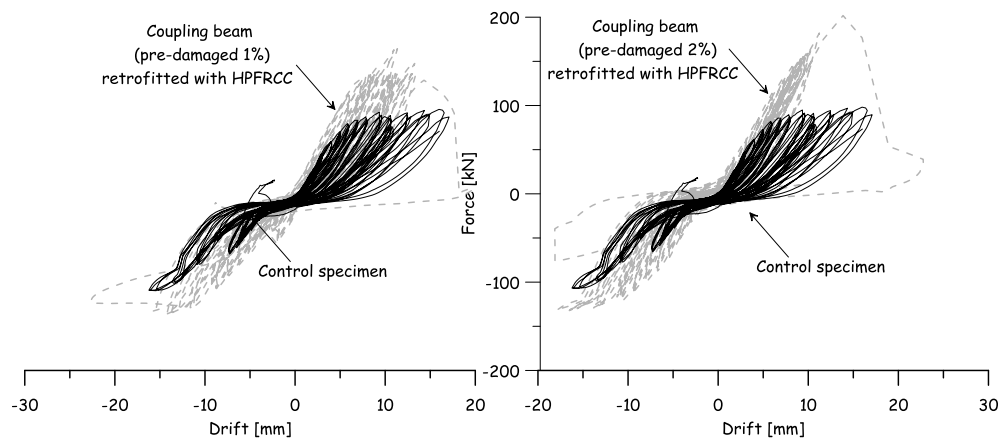 Coupling beam
(pre-damaged 1%)
retrofitted with HPFRCC
Control specimen
-30 -20 -10 0 10 20
Drift [mm]
Coupling beam
(pre-damaged 2%)
retrofitted with HPFRCC
Control specimen
200
100
0
-100
-200
Force [kN]
-20 -10 0 10 20 30
Drift [mm]